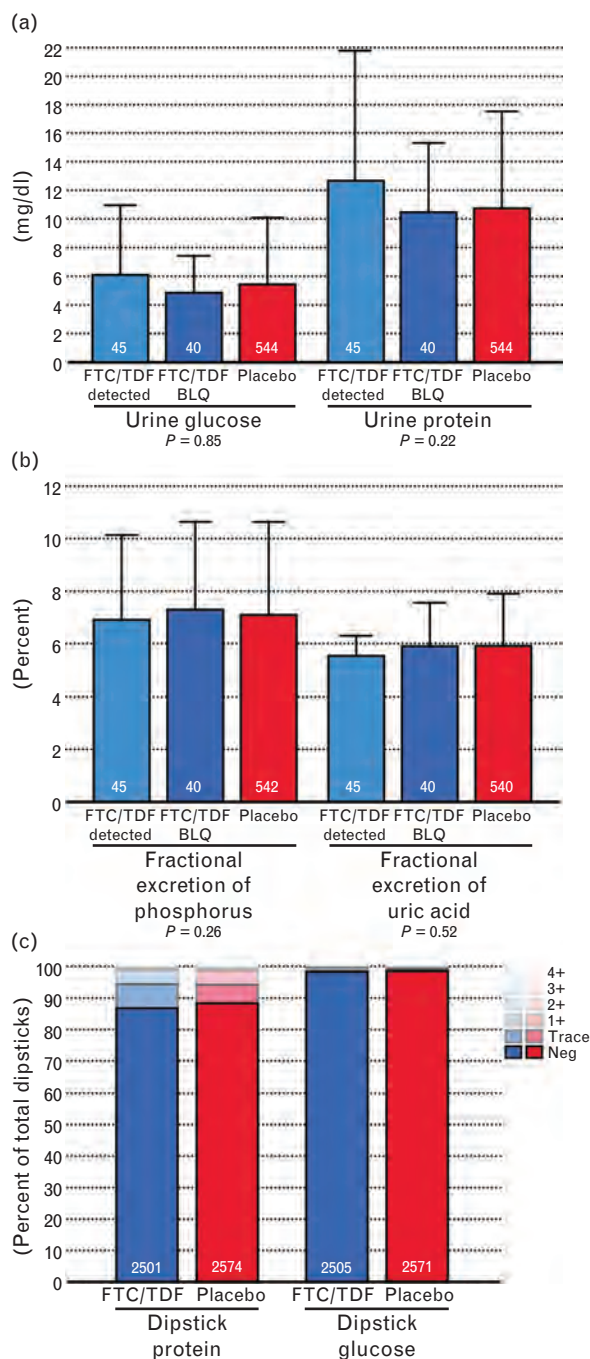 (a)
22
20
18
16
14
12
10
8
6
4
2
0
(mg/dl)
45 40 544 45 40 544
FTC/TDF FTC/TDF Placebo FTC/TDF FTC/TDF Placebo
detected BLQ detected BLQ
Urine glucose Urine protein
P = 0.85 P = 0.22
(b)
12
10
8
6
4
2
0
(Percent)
45 40 542 45 40 540
FTC/TDF FTC/TDF Placebo FTC/TDF FTC/TDF Placebo
detected BLQ detected BLQ
Fractional Fractional
excretion of excretion of
phosphorus uric acid
P = 0.26 P = 0.52
(c)
100
90
80
70
60
50
40
30
20
10
0
(Percent of total dipsticks)
4+
3+
2+
1+
Trace
Neg
2501 2574 2505 2571
FTC/TDF Placebo FTC/TDF Placebo
Dipstick Dipstick
protein glucose